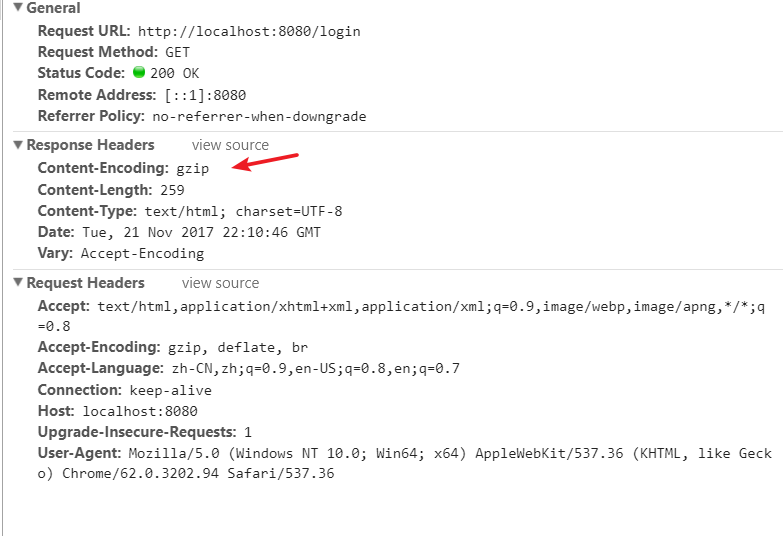 General
Request URL: http://localhost:8080/login
Request Method: GET
Status Code: 200 OK
Remote Address: [::1]:8080
Referrer Policy: no-referrer-when-downgrade
Response Headers view source
Content-Encoding: gzip
Content-Length: 259
Content-Type: text/html; charset=UTF-8
Date: Tue, 21 Nov 2017 22:10:46 GMT
Vary: Accept-Encoding
Request Headers view source
Accept: text/html,application/xhtml+xml,application/xml;q=0.9,image/webp,image/apng,*/*;q
=0.8
Accept-Encoding: gzip, deflate, br
Accept-Language: zh-CN,zh;q=0.9,en-US;q=0.8,en;q=0.7
Connection: keep-alive
Host: localhost:8080
Upgrade-Insecure-Requests: 1
User-Agent: Mozilla/5.0 (Windows NT 10.0; Win64; x64) AppleWebKit/537.36 (KHTML, like Geck
o) Chrome/62.0.3202.94 Safari/537.36